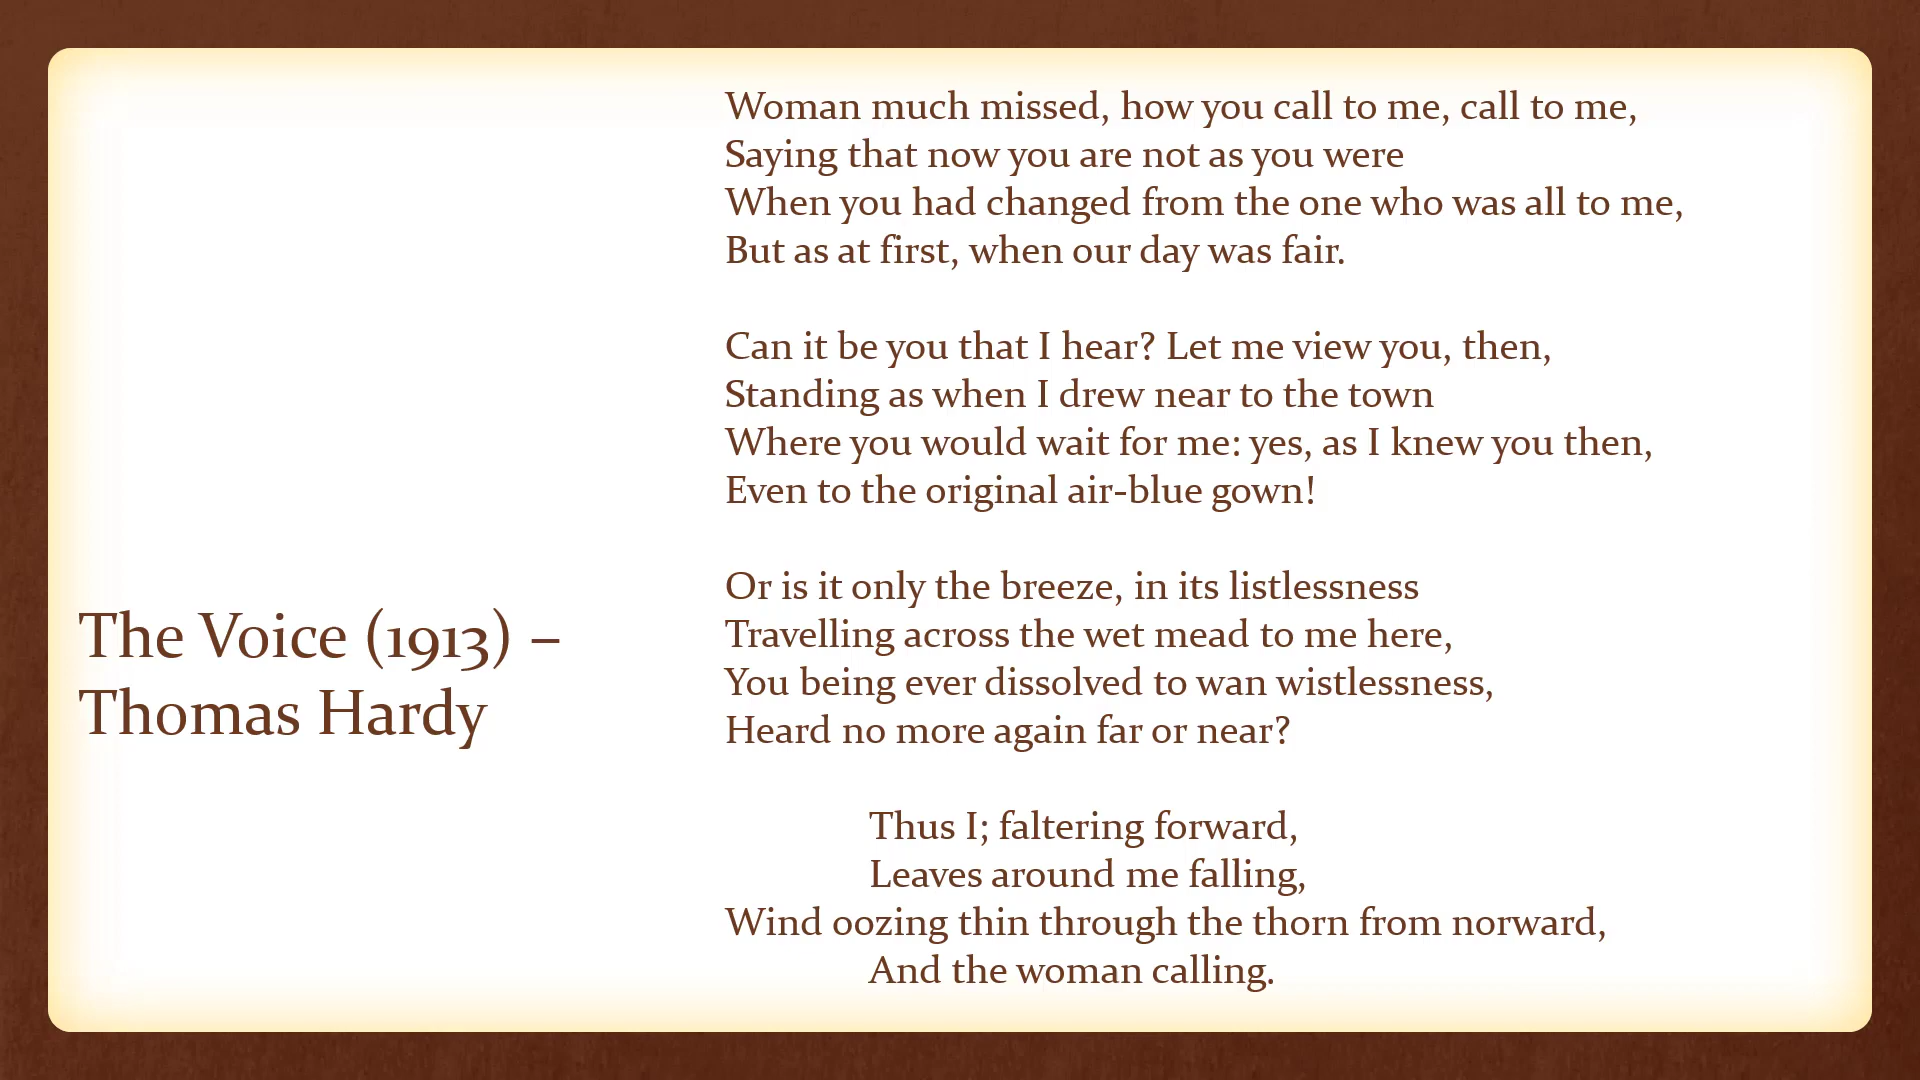 The Voice (1913) –
Thomas Hardy
Woman much missed, how you call to me, call to me,
Saying that now you are not as you were
When you had changed from the one who was all to me,
But as at first, when our day was fair.
Can it be you that I hear? Let me view you, then,
Standing as when I drew near to the town
Where you would wait for me: yes, as I knew you then,
Even to the original air-blue gown!
Or is it only the breeze, in its listlessness
Travelling across the wet mead to me here,
You being ever dissolved to wan wistlessness,
Heard no more again far or near?
Thus I; faltering forward,
Leaves around me falling,
Wind oozing thin through the thorn from norward,
And the woman calling.